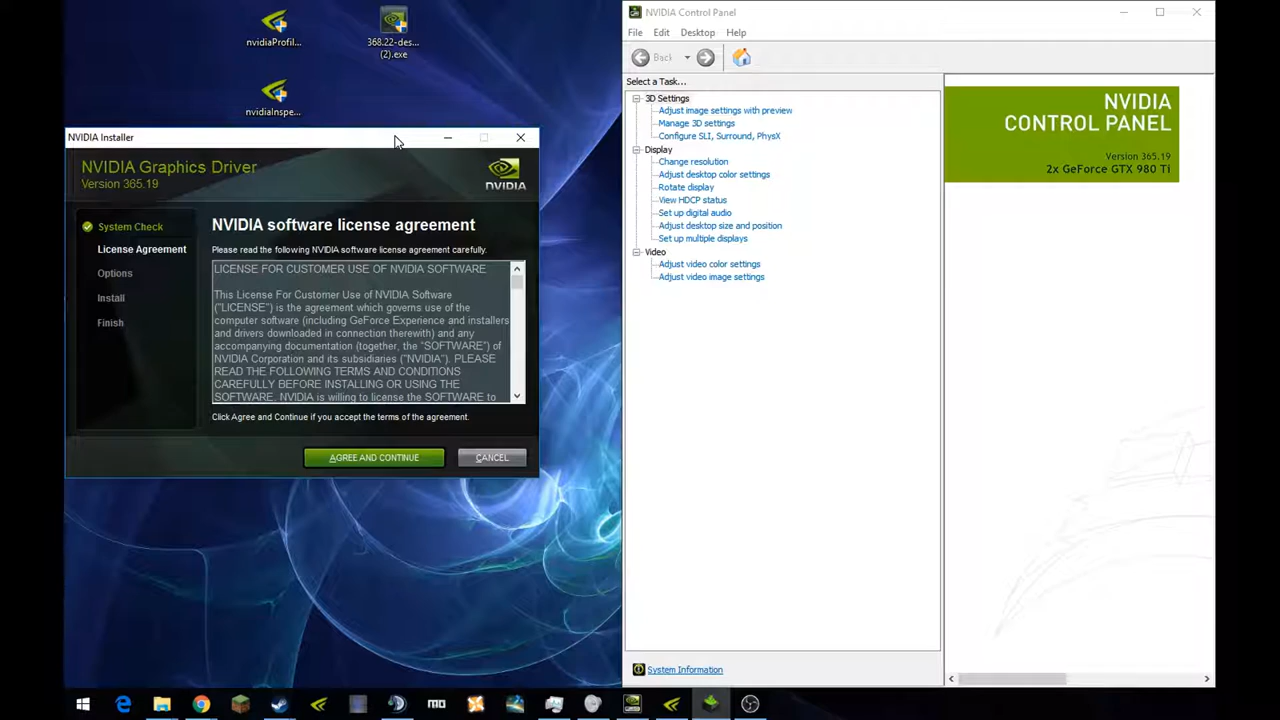 nvidiaProfil...
368.22-des...
(2).exe
nvidiaInspe...
NVIDIA Installer
NVIDIA Graphics Driver
Version 365.19
NVIDIA
System Check
License Agreement
Options
Install
Finish
NVIDIA software license agreement
Please read the following NVIDIA software license agreement carefully.
LICENSE FOR CUSTOMER USE OF NVIDIA SOFTWARE
This License For Customer Use of NVIDIA Software
("LICENSE") is the agreement which governs use of the
computer software (including GeForce Experience and installers
and drivers downloaded in connection therewith) and any
accompanying documentation (together, the "SOFTWARE") of
NVIDIA Corporation and its subsidiaries ("NVIDIA"). PLEASE
READ THE FOLLOWING TERMS AND CONDITIONS
CAREFULLY BEFORE INSTALLING OR USING THE
SOFTWARE. NVIDIA is willing to license the SOFTWARE to
Click Agree and Continue if you accept the terms of the agreement.
AGREE AND CONTINUE
CANCEL
NVIDIA Control Panel
File Edit Desktop Help
Back
Select a Task...
3D Settings
Adjust image settings with preview
Manage 3D settings
Configure SLI, Surround, PhysX
Display
Change resolution
Adjust desktop color settings
Rotate display
View HDCP status
Set up digital audio
Adjust desktop size and position
Set up multiple displays
Video
Adjust video color settings
Adjust video image settings
System Information
NVIDIA
CONTROL PANEL
Version 365.19
2x GeForce GTX 980 Ti
MO